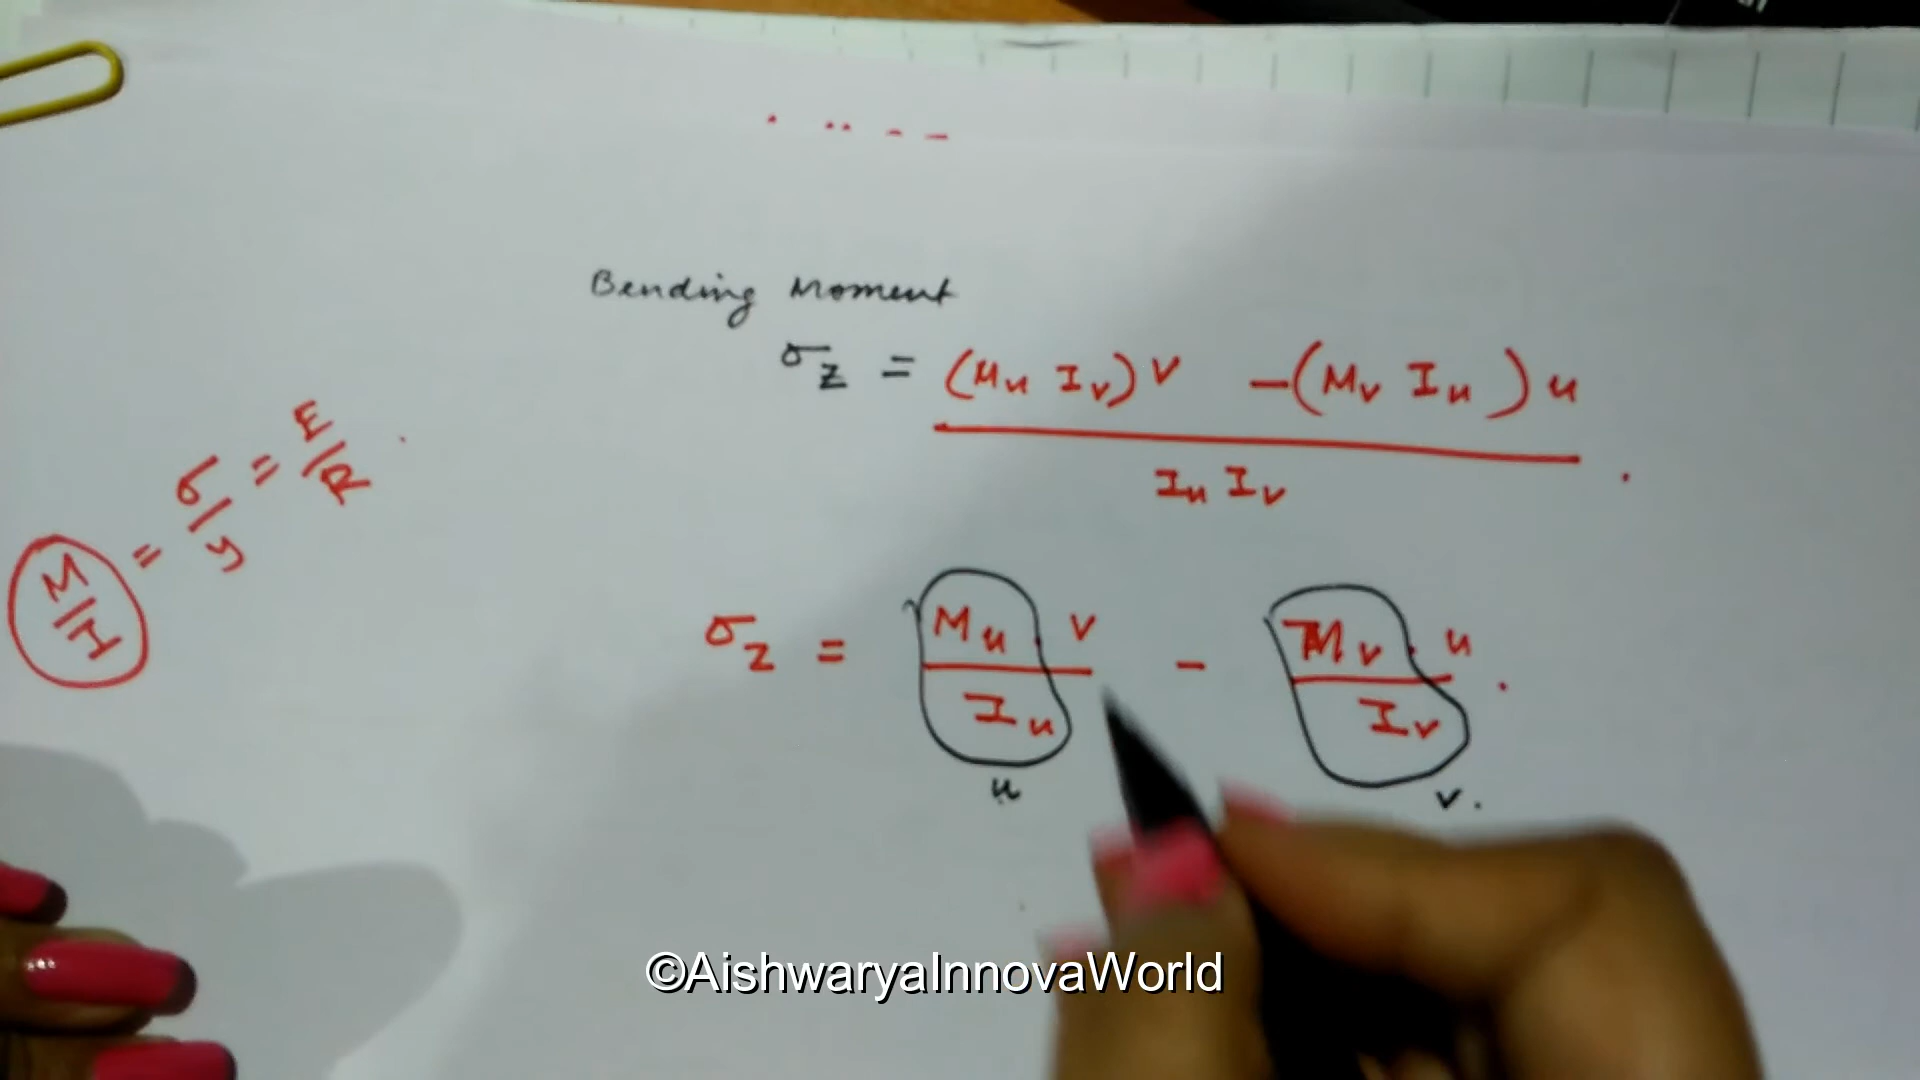 Bending Moment
σz = (Mu Iv) v - (Mv Iu) u
Iu Iv .
M/I = σ/y = E/R .
σz = Mu . v / Iu - Mv . u / Iv .
u v .
©AishwaryaInnovaWorld